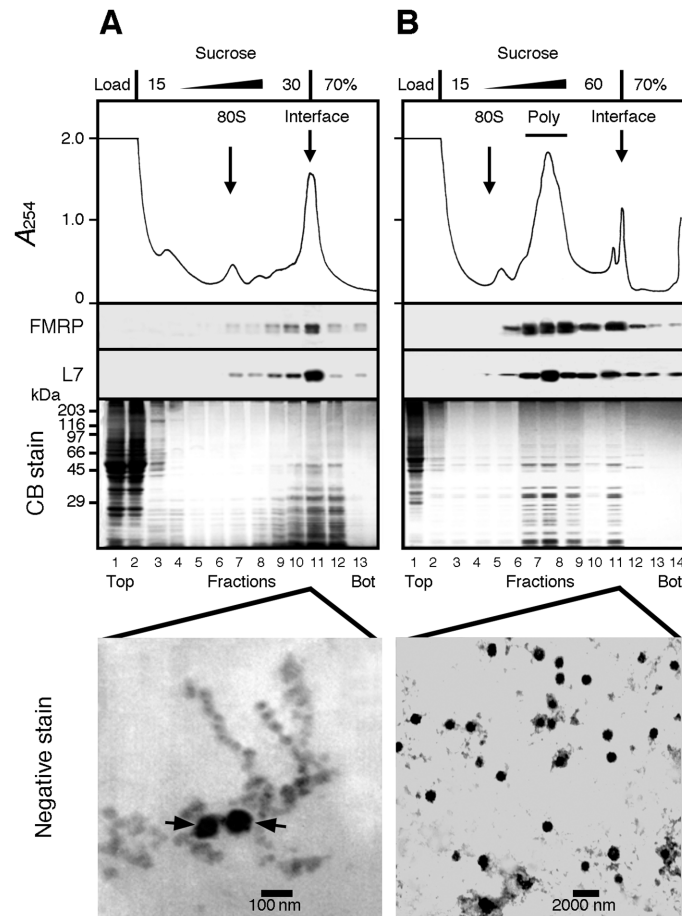 A
B
Sucrose
Sucrose
Load 15 30 70%
Load 15 60 70%
80S Interface
80S Poly Interface
2.0
1.0
0
A254
FMRP
L7
kDa
203
116
97
66
45
29
CB stain
1 2 3 4 5 6 7 8 9 10 11 12 13
1 2 3 4 5 6 7 8 9 10 11 12 14
Top Fractions Bot
Top Fractions Bot
Negative stain
100 nm
2000 nm